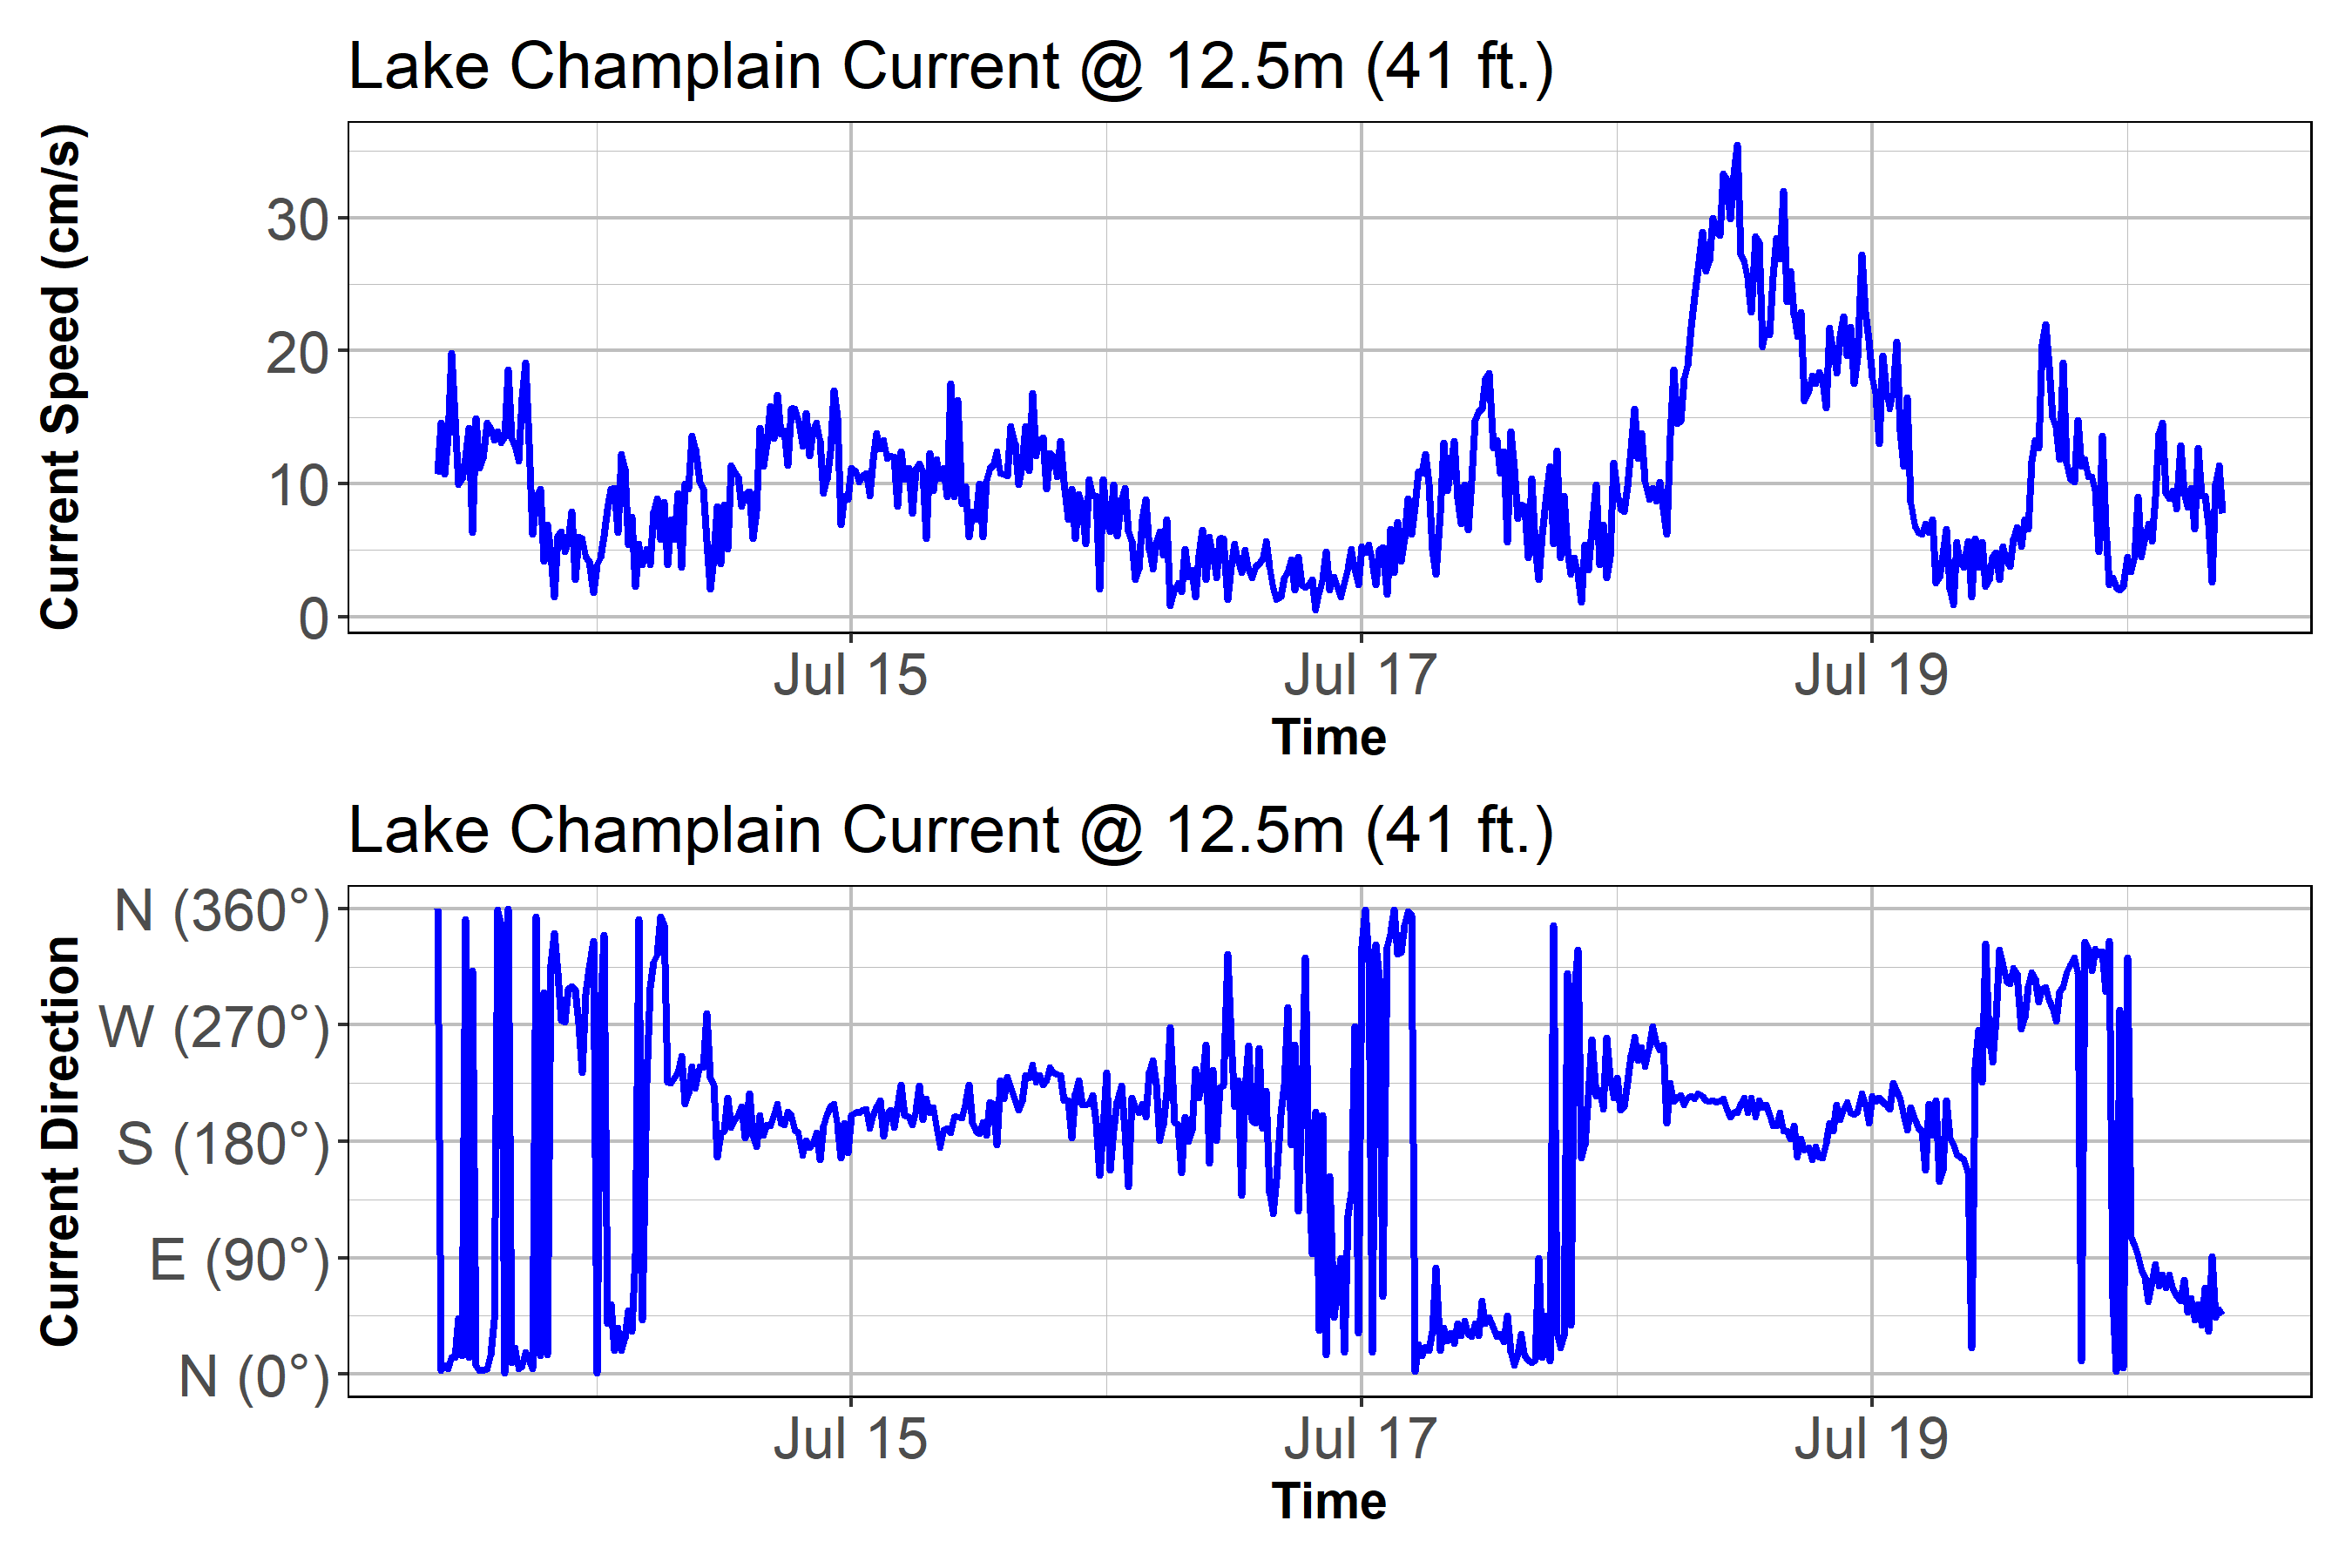 Lake Champlain Current @ 12.5m (41 ft.)
Current Speed (cm/s)
30
20
10
0
Jul 15 Jul 17 Jul 19
Time
Lake Champlain Current @ 12.5m (41 ft.)
Current Direction
N (360°)
W (270°)
S (180°)
E (90°)
N (0°)
Jul 15 Jul 17 Jul 19
Time